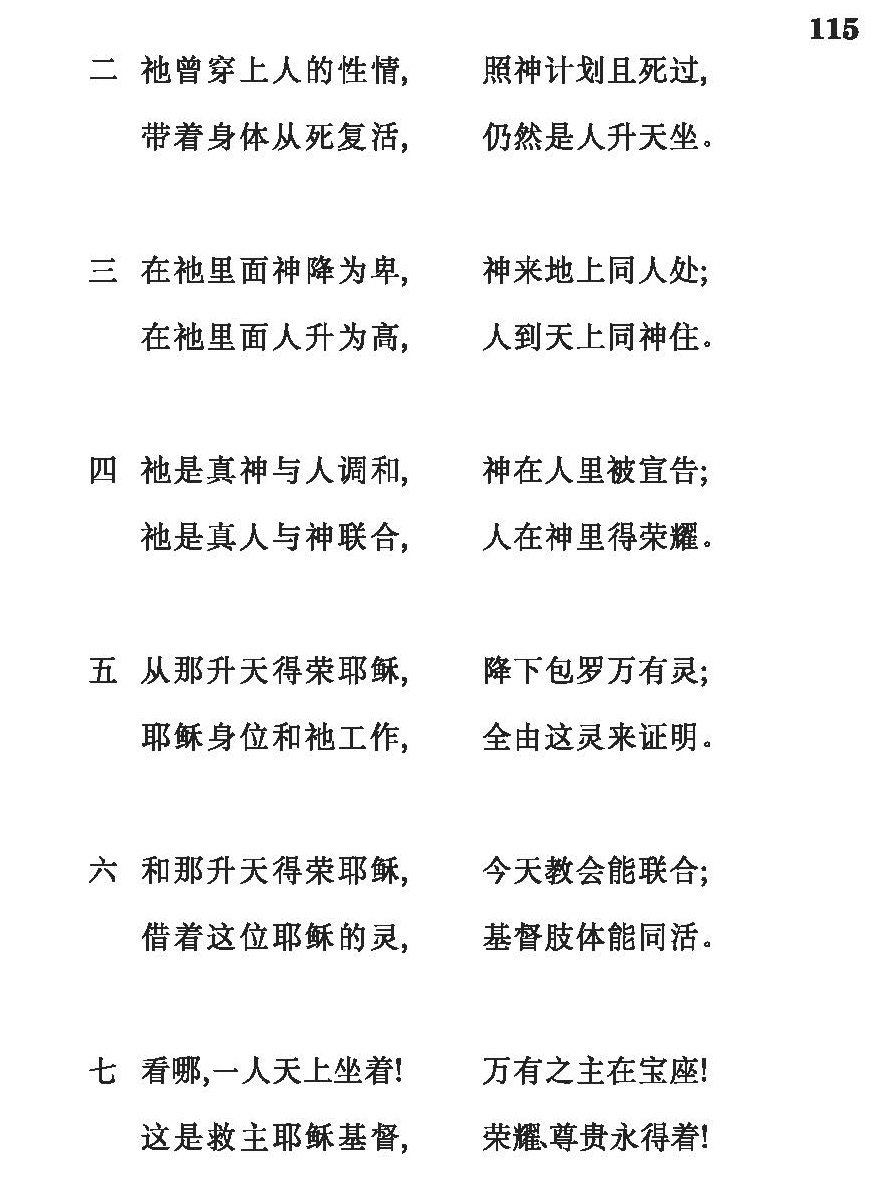 115
二 祂曾穿上人的性情, 照神计划且死过,
带着身体从死复活, 仍然是人升天坐。
三 在祂里面神降为卑, 神来地上同人处;
在祂里面人升为高, 人到天上同神住。
四 祂是真神与人调和, 神在人里被宣告;
祂是真人与神联合, 人在神里得荣耀。
五 从那升天得荣耶稣, 降下包罗万有灵;
耶稣身位和祂工作, 全由这灵来证明。
六 和那升天得荣耶稣, 今天教会能联合;
借着这位耶稣的灵, 基督肢体能同活。
七 看哪,一人天上坐着! 万有之主在宝座!
这是救主耶稣基督, 荣耀、尊贵永得着!